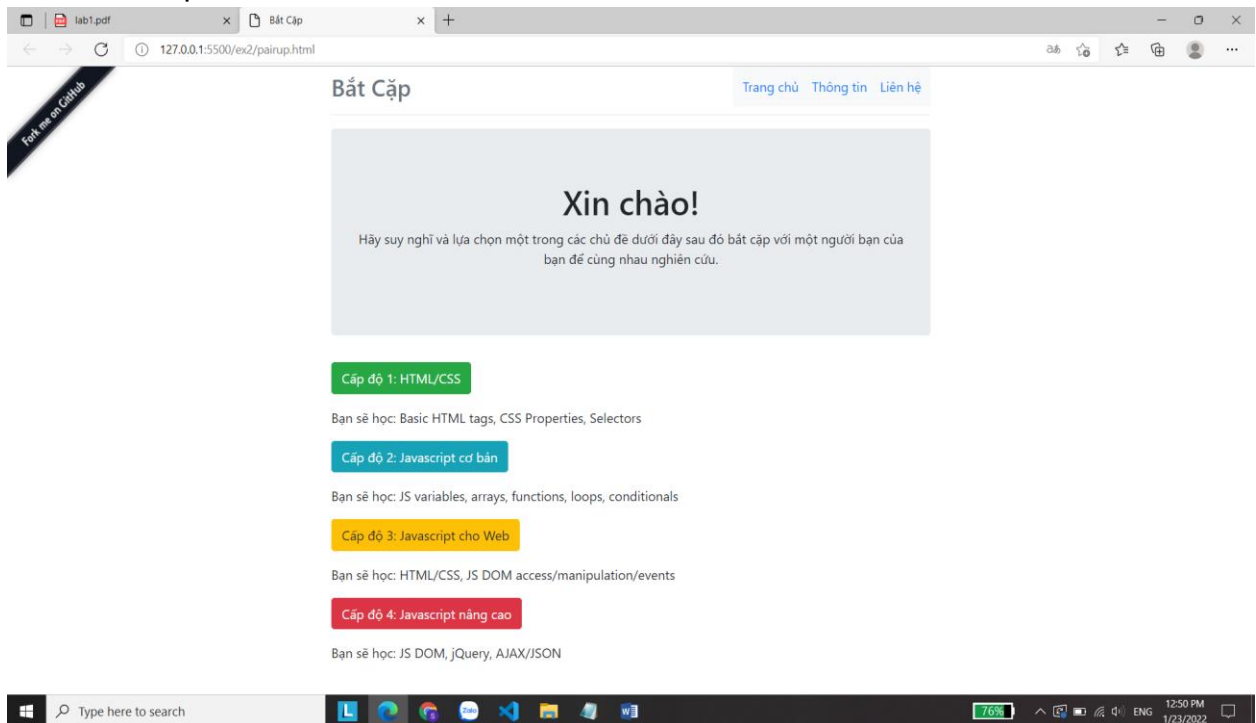 lab1.pdf
Bắt Cặp
127.0.0.1:5500/ex2/pairup.html
Fork me on GitHub
Bắt Cặp
Trang chủ Thông tin Liên hệ
Xin chào!
Hãy suy nghĩ và lựa chọn một trong các chủ đề dưới đây sau đó bắt cặp với một người bạn của
bạn để cùng nhau nghiên cứu.
Cấp độ 1: HTML/CSS
Bạn sẽ học: Basic HTML tags, CSS Properties, Selectors
Cấp độ 2: Javascript cơ bản
Bạn sẽ học: JS variables, arrays, functions, loops, conditionals
Cấp độ 3: Javascript cho Web
Bạn sẽ học: HTML/CSS, JS DOM access/manipulation/events
Cấp độ 4: Javascript nâng cao
Bạn sẽ học: JS DOM, jQuery, AJAX/JSON
Type here to search
L
Zalo
W
76%
ENG
12:50 PM
1/23/2022